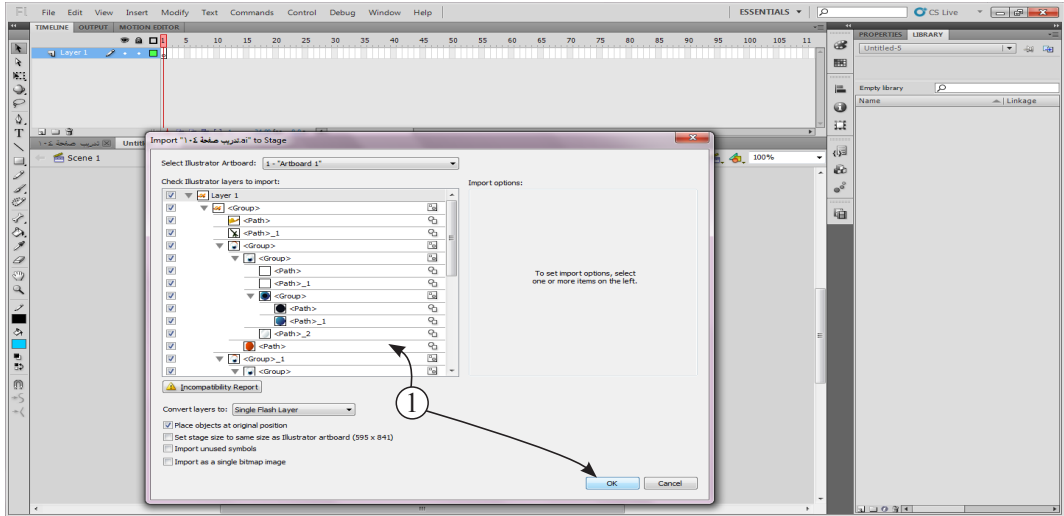 Fl File Edit View Insert Modify Text Commands Control Debug Window Help ESSENTIALS CS Live
TIMELINE OUTPUT MOTION EDITOR
PROPERTIES LIBRARY
1 5 10 15 20 25 30 35 40 45 50 55 60 65 70 75 80 85 90 95 100 105 11
Layer 1
Untitled-5
Empty library
Name Linkage
تدريب صفحة ١٠٤ Untitl
Scene 1 100%
Import "تدريب صفحة ١٠٤.ai" to Stage
Select Illustrator Artboard: 1 - "Artboard 1"
Check Illustrator layers to import: Import options:
Layer 1
<Group>
<Path>
<Path>_1
<Group>
<Group>
<Path>
<Path>_1
<Group>
<Path>
<Path>_1
<Path>_2
<Path>
<Group>_1
<Group>
To set import options, select
one or more items on the left.
Incompatibility Report
1
Convert layers to: Single Flash Layer
Place objects at original position
Set stage size to same size as Illustrator artboard (595 x 841)
Import unused symbols
Import as a single bitmap image
OK Cancel